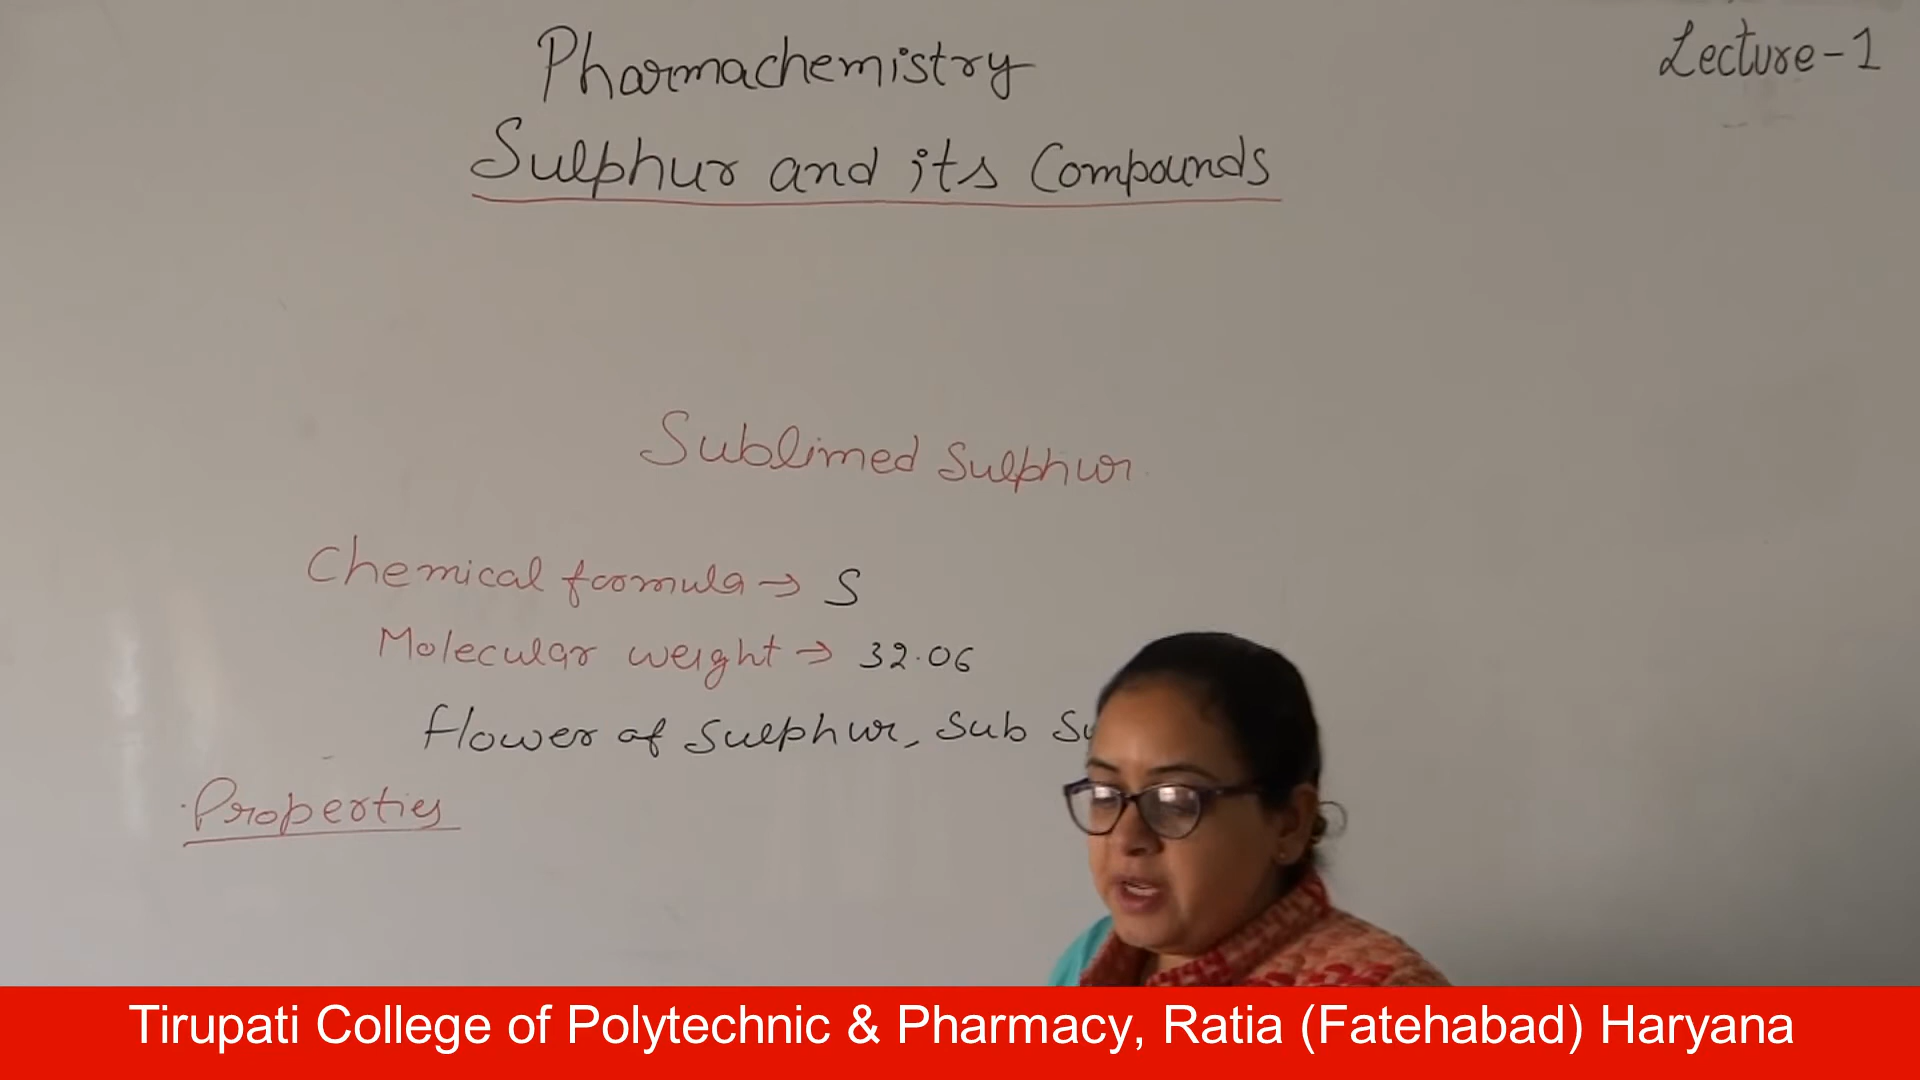 Pharmachemistry
Lecture-1
Sulphur and its Compounds
Sublimed Sulphur
Chemical formula → S
Molecular weight → 32.06
flower of sulphur, Sub
Properties
Tirupati College of Polytechnic & Pharmacy, Ratia (Fatehabad) Haryana